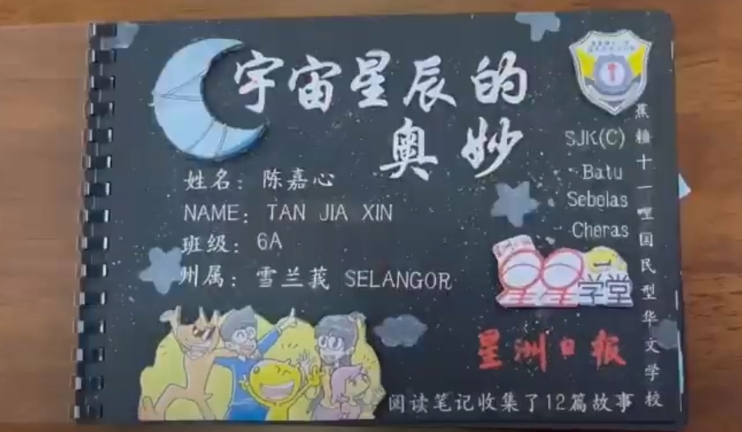 宇宙星辰的
奥妙
姓名：陈嘉心
NAME：TAN JIA XIN
班级：6A
州属：雪兰莪 SELANGOR
SJK(C)
Batu
Sebelas
Cheras
蕉赖十一哩国民型华文学校
星星学堂
星洲日报
阅读笔记收集了12篇故事